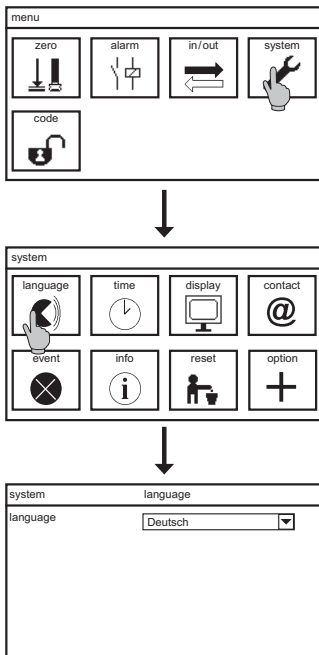 menu
zero alarm in/out system
code
system
language time display contact
@
event info reset option
i
system language
language Deutsch